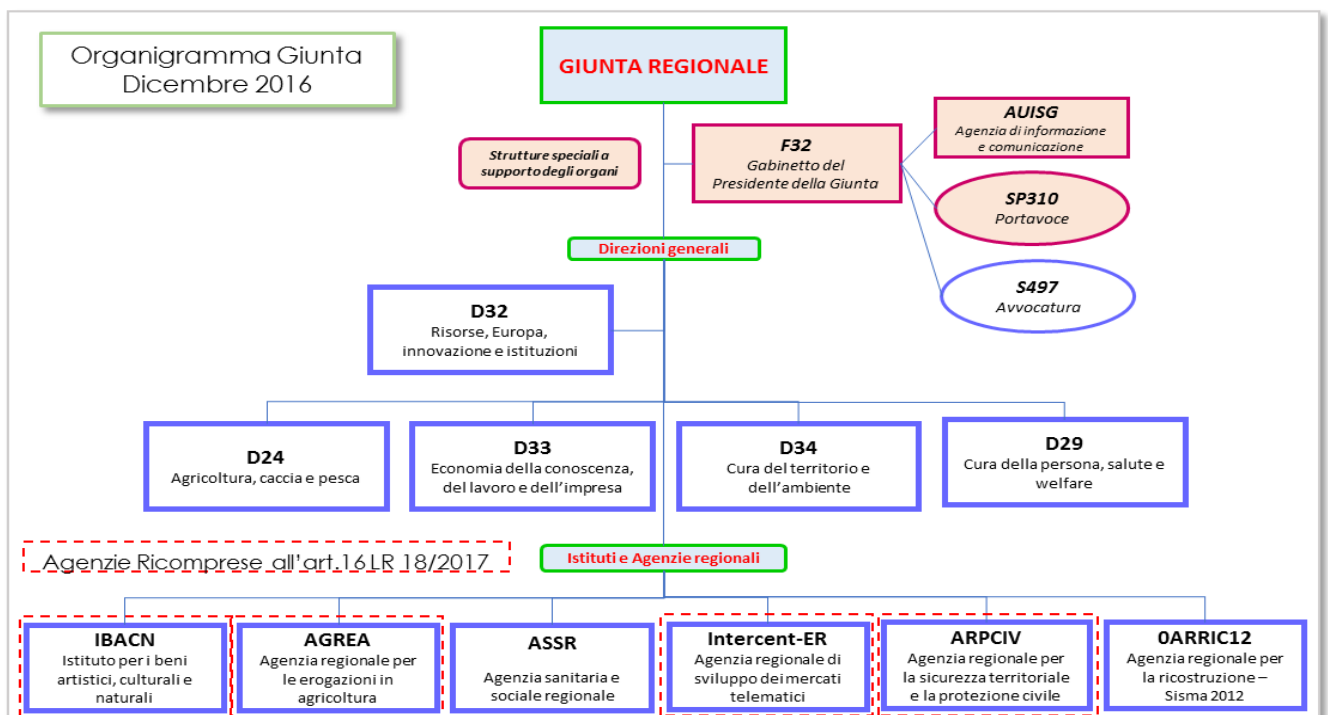 Organigramma Giunta
Dicembre 2016
GIUNTA REGIONALE
Strutture speciali a
supporto degli organi
F32
Gabinetto del
Presidente della Giunta
AUISG
Agenzia di informazione
e comunicazione
SP310
Portavoce
S497
Avvocatura
Direzioni generali
D32
Risorse, Europa,
innovazione e istituzioni
D24
Agricoltura, caccia e pesca
D33
Economia della conoscenza,
del lavoro e dell'impresa
D34
Cura del territorio e
dell'ambiente
D29
Cura della persona, salute e
welfare
Agenzie Ricomprese all'art.16 LR 18/2017
Istituti e Agenzie regionali
IBACN
Istituto per i beni
artistici, culturali e
naturali
AGREA
Agenzia regionale per
le erogazioni in
agricoltura
ASSR
Agenzia sanitaria e
sociale regionale
Intercent-ER
Agenzia regionale di
sviluppo dei mercati
telematici
ARPCIV
Agenzia regionale per
la sicurezza territoriale
e la protezione civile
0ARRIC12
Agenzia regionale per
la ricostruzione –
Sisma 2012